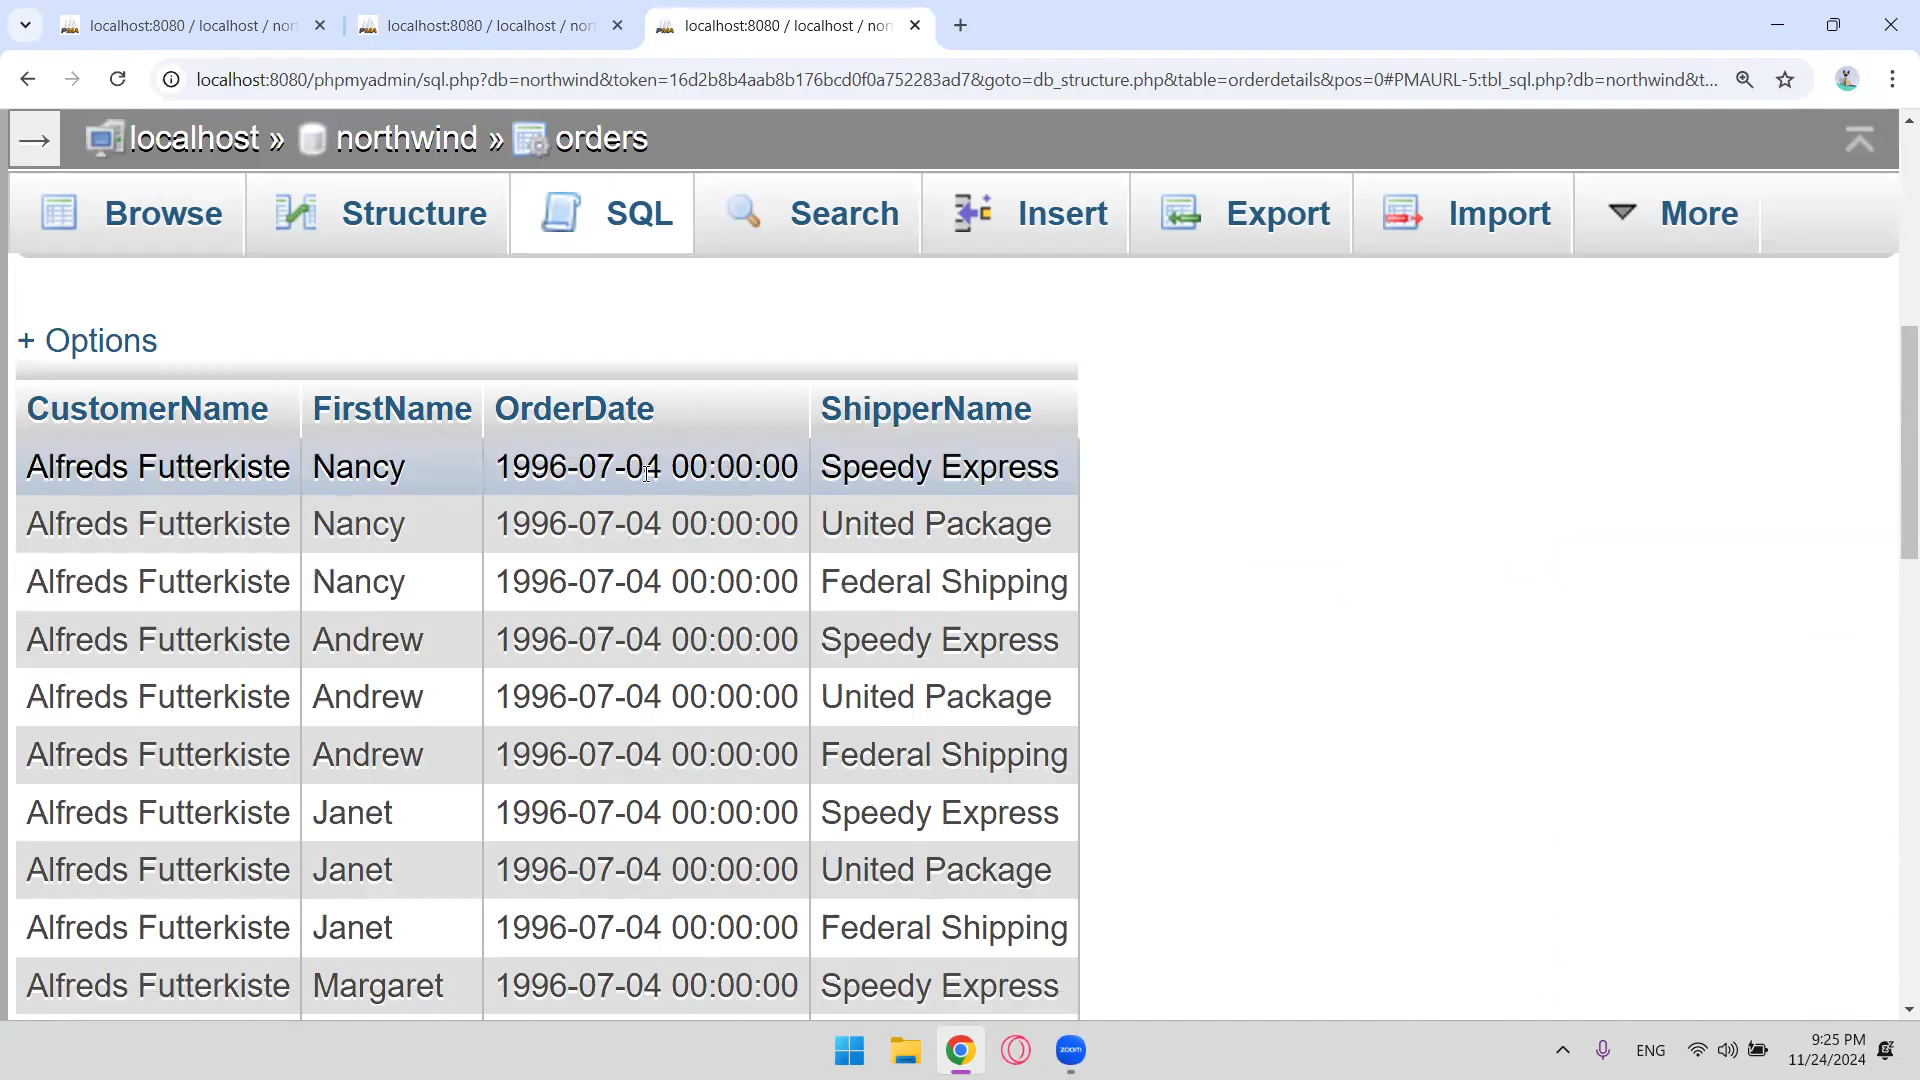 localhost:8080 / localhost / nor
localhost:8080 / localhost / nor
localhost:8080 / localhost / nor
localhost:8080/phpmyadmin/sql.php?db=northwind&token=16d2b8b4aab8b176bcd0f0a752283ad7&goto=db_structure.php&table=orderdetails&pos=0#PMAURL-5:tbl_sql.php?db=northwind&t...
localhost » northwind » orders
Browse Structure SQL Search Insert Export Import More
+ Options
CustomerName FirstName OrderDate ShipperName
Alfreds Futterkiste Nancy 1996-07-04 00:00:00 Speedy Express
Alfreds Futterkiste Nancy 1996-07-04 00:00:00 United Package
Alfreds Futterkiste Nancy 1996-07-04 00:00:00 Federal Shipping
Alfreds Futterkiste Andrew 1996-07-04 00:00:00 Speedy Express
Alfreds Futterkiste Andrew 1996-07-04 00:00:00 United Package
Alfreds Futterkiste Andrew 1996-07-04 00:00:00 Federal Shipping
Alfreds Futterkiste Janet 1996-07-04 00:00:00 Speedy Express
Alfreds Futterkiste Janet 1996-07-04 00:00:00 United Package
Alfreds Futterkiste Janet 1996-07-04 00:00:00 Federal Shipping
Alfreds Futterkiste Margaret 1996-07-04 00:00:00 Speedy Express
zoom
ENG
9:25 PM
11/24/2024